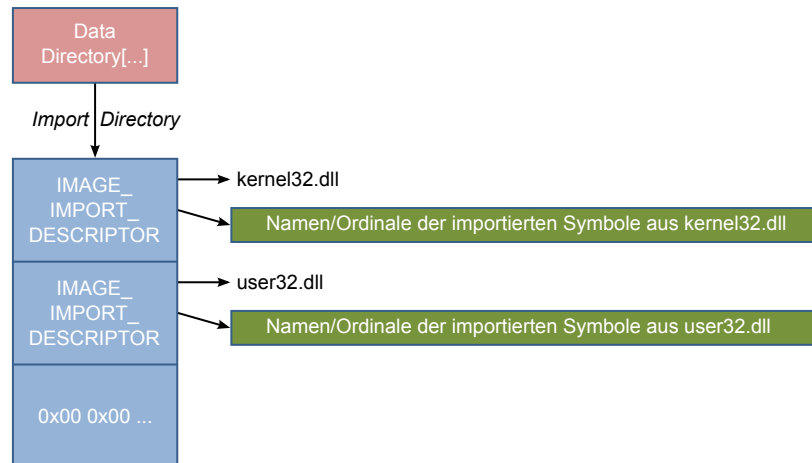 Data
Directory[...]
Import Directory
IMAGE_
IMPORT_
DESCRIPTOR
kernel32.dll
Namen/Ordinale der importierten Symbole aus kernel32.dll
IMAGE_
IMPORT_
DESCRIPTOR
user32.dll
Namen/Ordinale der importierten Symbole aus user32.dll
0x00 0x00 ...